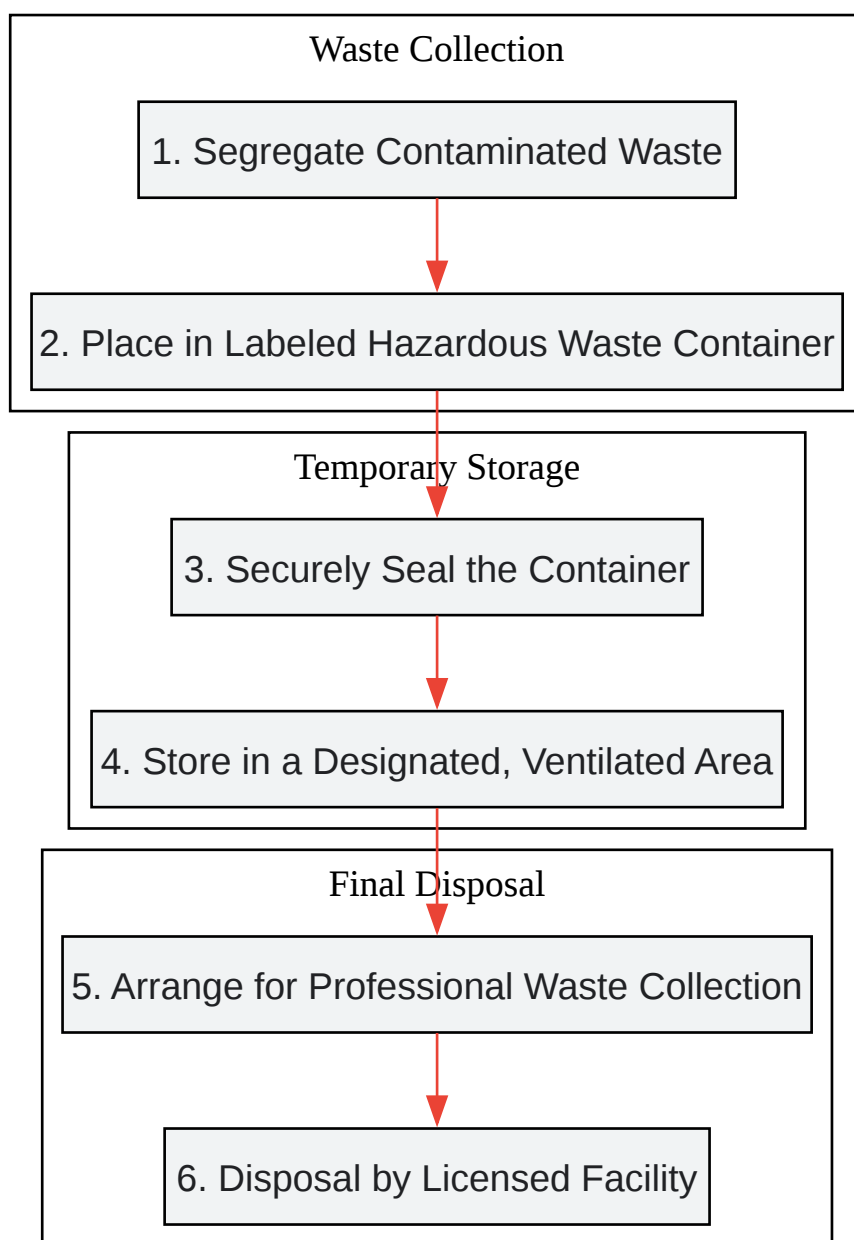 Waste Collection
1. Segregate Contaminated Waste
2. Place in Labeled Hazardous Waste Container
Temporary Storage
3. Securely Seal the Container
4. Store in a Designated, Ventilated Area
Final Disposal
5. Arrange for Professional Waste Collection
6. Disposal by Licensed Facility